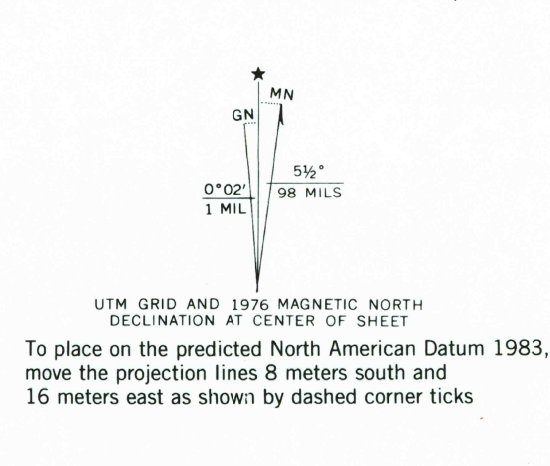 ★
MN
GN
5½°
98 MILS
0°02'
1 MIL
UTM GRID AND 1976 MAGNETIC NORTH
DECLINATION AT CENTER OF SHEET
To place on the predicted North American Datum 1983,
move the projection lines 8 meters south and
16 meters east as shown by dashed corner ticks